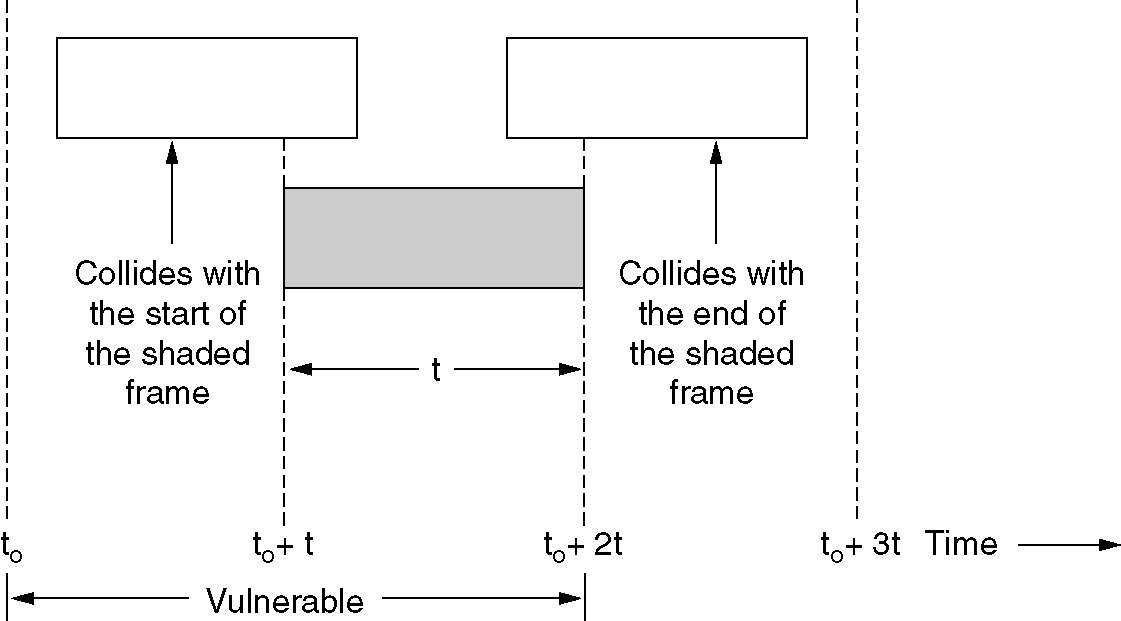 Collides with
the start of
the shaded
frame
Collides with
the end of
the shaded
frame
t
to
to+ t
to+ 2t
to+ 3t
Time
Vulnerable